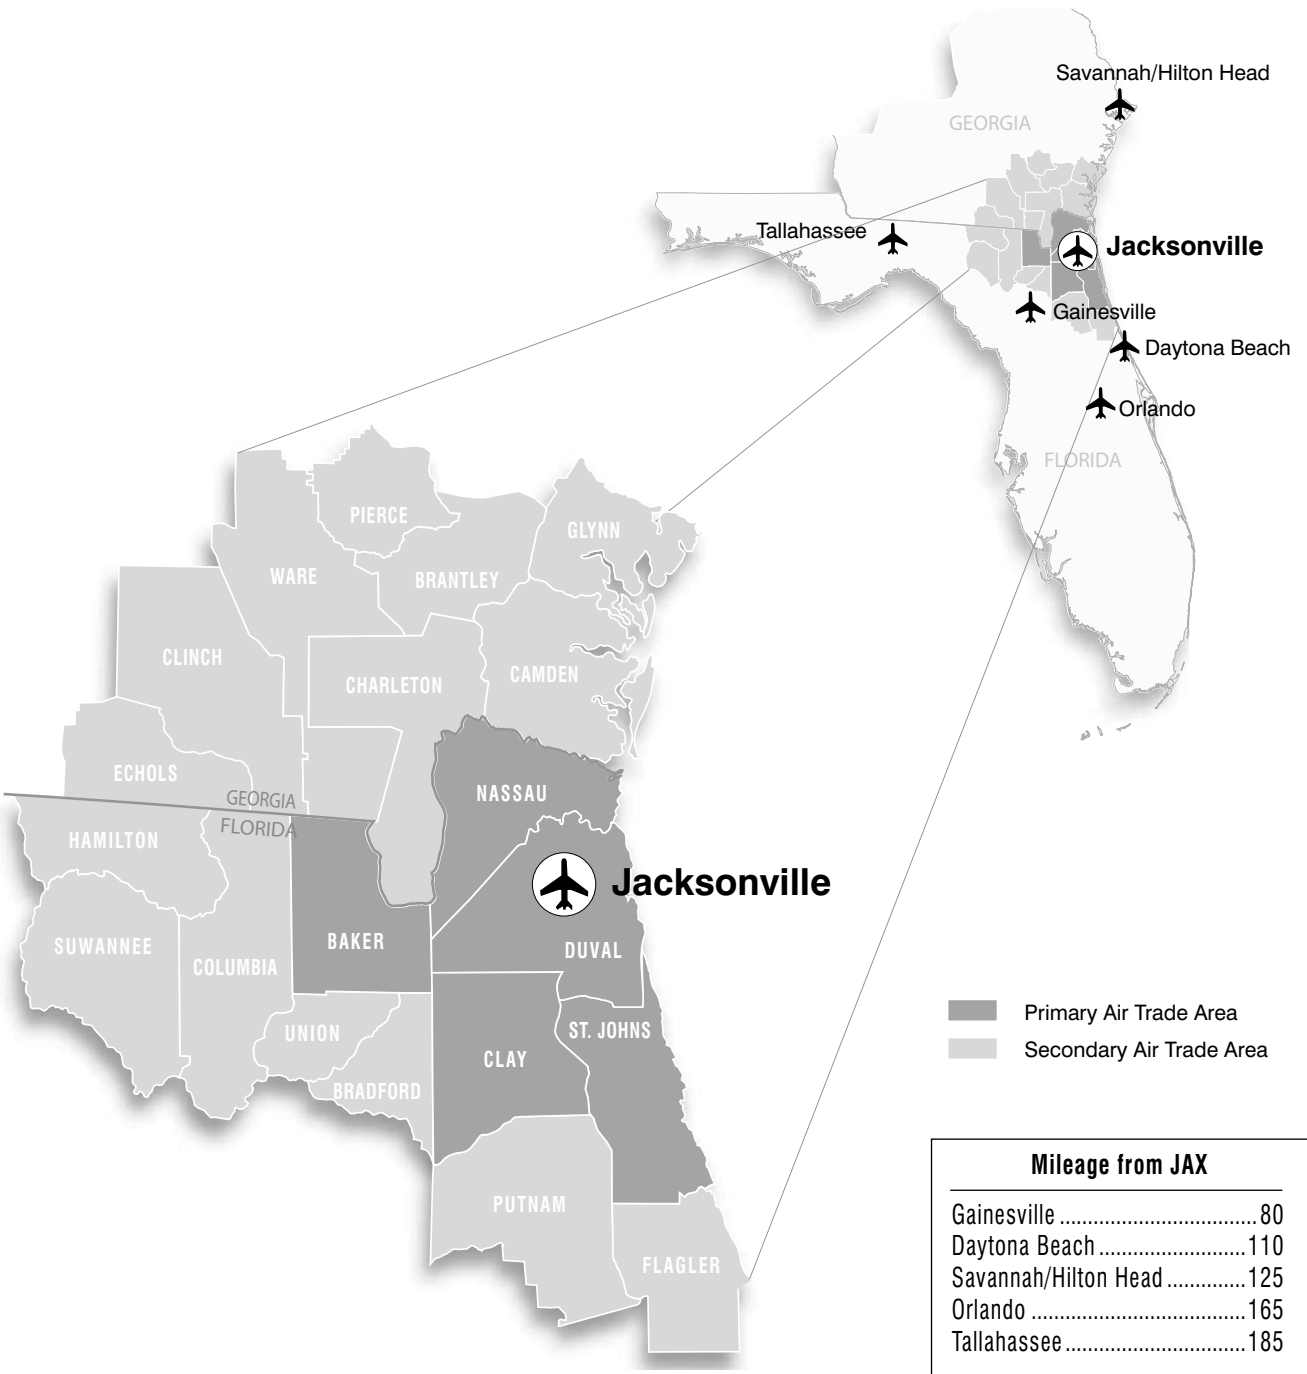 Savannah/Hilton Head
GEORGIA
Tallahassee
Jacksonville
Gainesville
Daytona Beach
Orlando
FLORIDA
PIERCE
GLYNN
WARE
BRANTLEY
CLINCH
CHARLETON
CAMDEN
ECHOLS
NASSAU
GEORGIA
FLORIDA
HAMILTON
Jacksonville
BAKER
SUWANNEE
DUVAL
COLUMBIA
UNION
ST. JOHNS
CLAY
BRADFORD
PUTNAM
FLAGLER
Primary Air Trade Area
Secondary Air Trade Area
Mileage from JAX
Gainesville ................................... 80
Daytona Beach .......................... 110
Savannah/Hilton Head .............. 125
Orlando ...................................... 165
Tallahassee ................................ 185